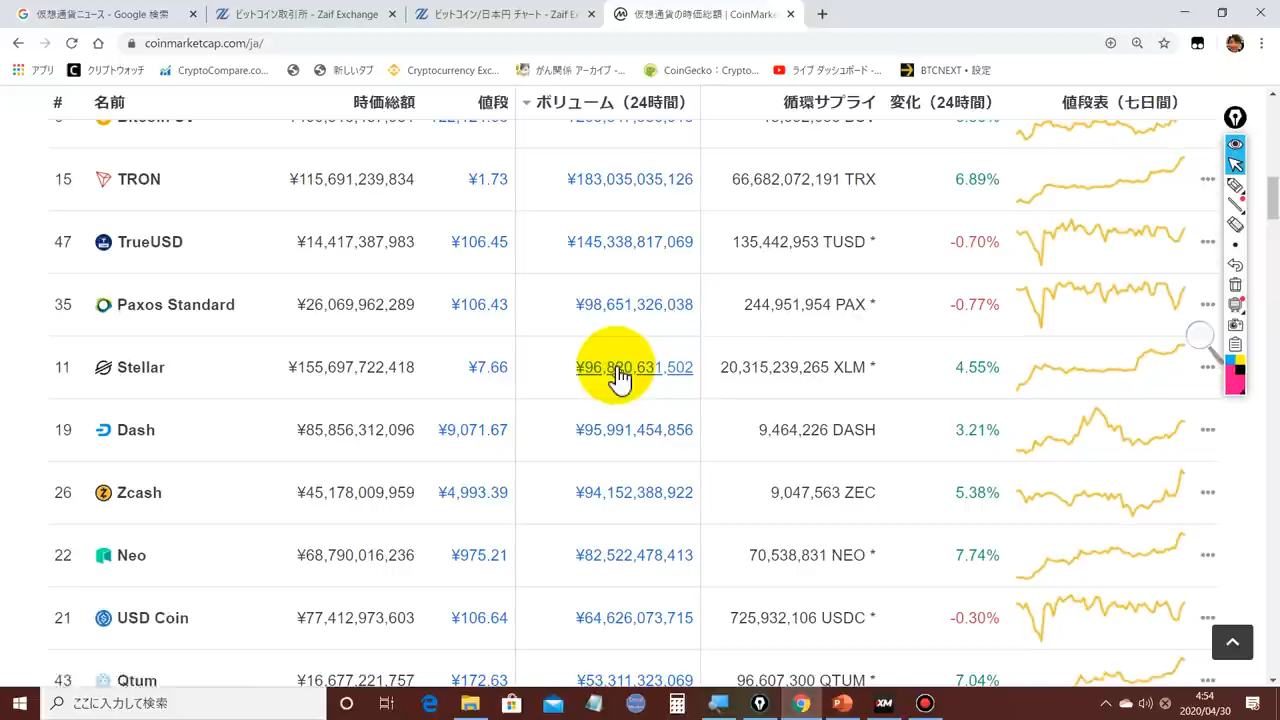 仮想通貨ニュース - Google 検索
ビットコイン取引所 - Zaif Exchange
ビットコイン/日本円 チャート - Zaif E
仮想通貨の時価総額 | CoinMarke
coinmarketcap.com/ja/
アプリ
クリプトウォッチ
CryptoCompare.co...
新しいタブ
Cryptocurrency Exc...
がん関係 アーカイブ -...
CoinGecko：Crypto...
ライブ ダッシュボード -...
BTCNEXT • 設定
# 名前 時価総額 値段 ボリューム（24時間） 循環サプライ 変化（24時間） 値段表（七日間）
15 TRON ¥115,691,239,834 ¥1.73 ¥183,035,035,126 66,682,072,191 TRX 6.89%
47 TrueUSD ¥14,417,387,983 ¥106.45 ¥145,338,817,069 135,442,953 TUSD * -0.70%
35 Paxos Standard ¥26,069,962,289 ¥106.43 ¥98,651,326,038 244,951,954 PAX * -0.77%
11 Stellar ¥155,697,722,418 ¥7.66 20,315,239,265 XLM * 4.55%
19 Dash ¥85,856,312,096 ¥9,071.67 ¥95,991,454,856 9,464,226 DASH 3.21%
26 Zcash ¥45,178,009,959 ¥4,993.39 ¥94,152,388,922 9,047,563 ZEC 5.38%
22 Neo ¥68,790,016,236 ¥975.21 ¥82,522,478,413 70,538,831 NEO * 7.74%
21 USD Coin ¥77,412,973,603 ¥106.64 ¥64,626,073,715 725,932,106 USDC * -0.30%
43 Qtum ¥16,677,221,757 ¥172.63 ¥53,311,323,069 96,607,300 QTUM * 7.04%
ここに入力して検索
XM
4:54
2020/04/30